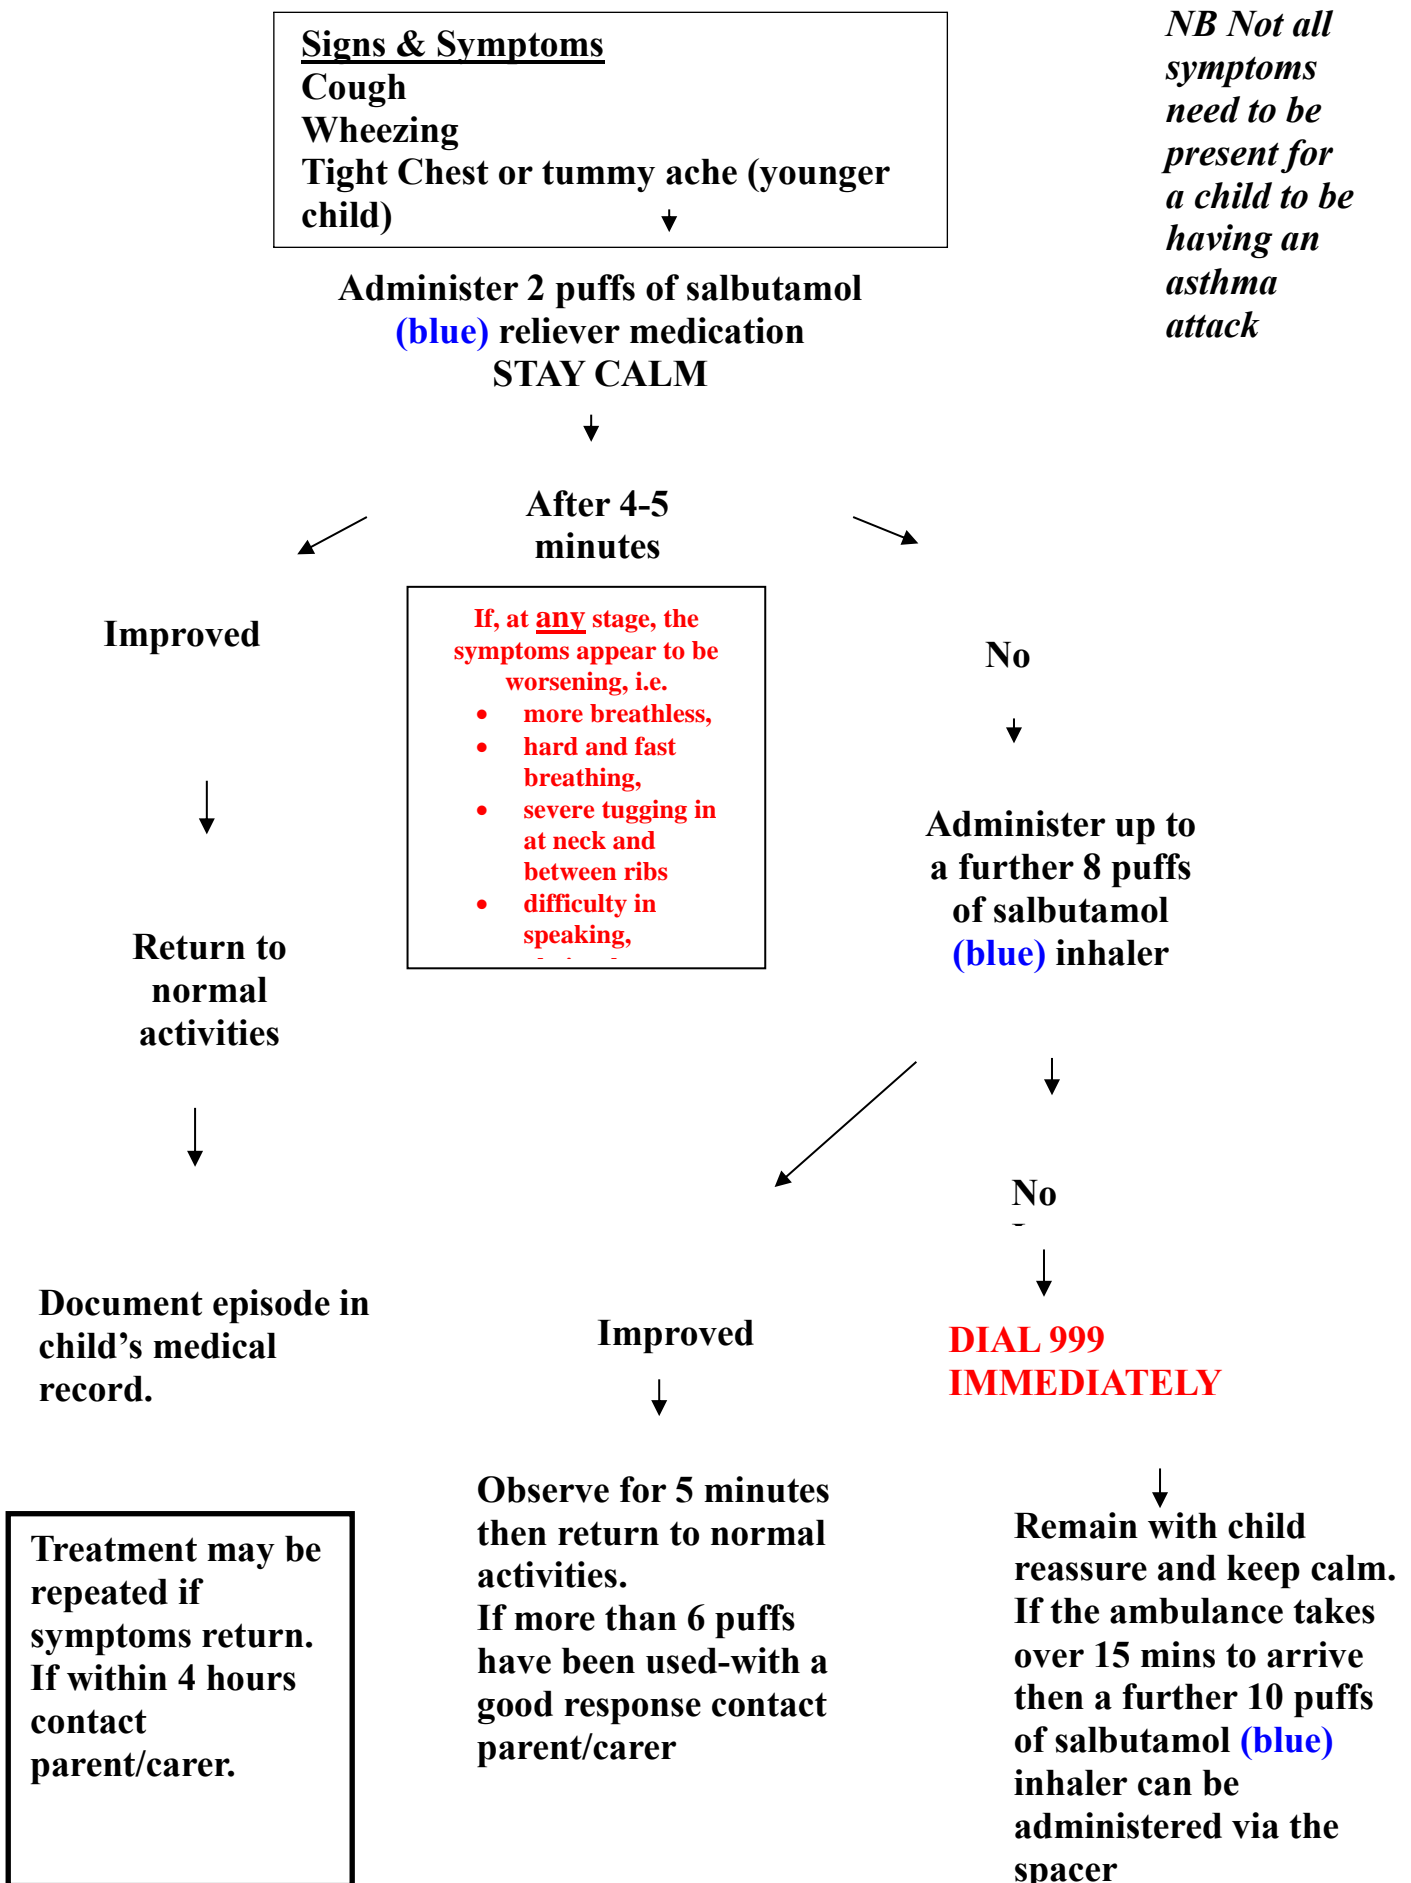 Signs & Symptoms
Cough
Wheezing
Tight Chest or tummy ache (younger
child)
NB Not all
symptoms
need to be
present for
a child to be
having an
asthma
attack
Administer 2 puffs of salbutamol
(blue) reliever medication
STAY CALM
After 4-5
minutes
Improved
If, at any stage, the
symptoms appear to be
worsening, i.e.
• more breathless,
• hard and fast
breathing,
• severe tugging in
at neck and
between ribs
• difficulty in
speaking,
No
Administer up to
a further 8 puffs
of salbutamol
(blue) inhaler
Return to
normal
activities
No
Document episode in
child’s medical
record.
Improved
DIAL 999
IMMEDIATELY
Treatment may be
repeated if
symptoms return.
If within 4 hours
contact
parent/carer.
Observe for 5 minutes
then return to normal
activities.
If more than 6 puffs
have been used-with a
good response contact
parent/carer
Remain with child
reassure and keep calm.
If the ambulance takes
over 15 mins to arrive
then a further 10 puffs
of salbutamol (blue)
inhaler can be
administered via the
spacer